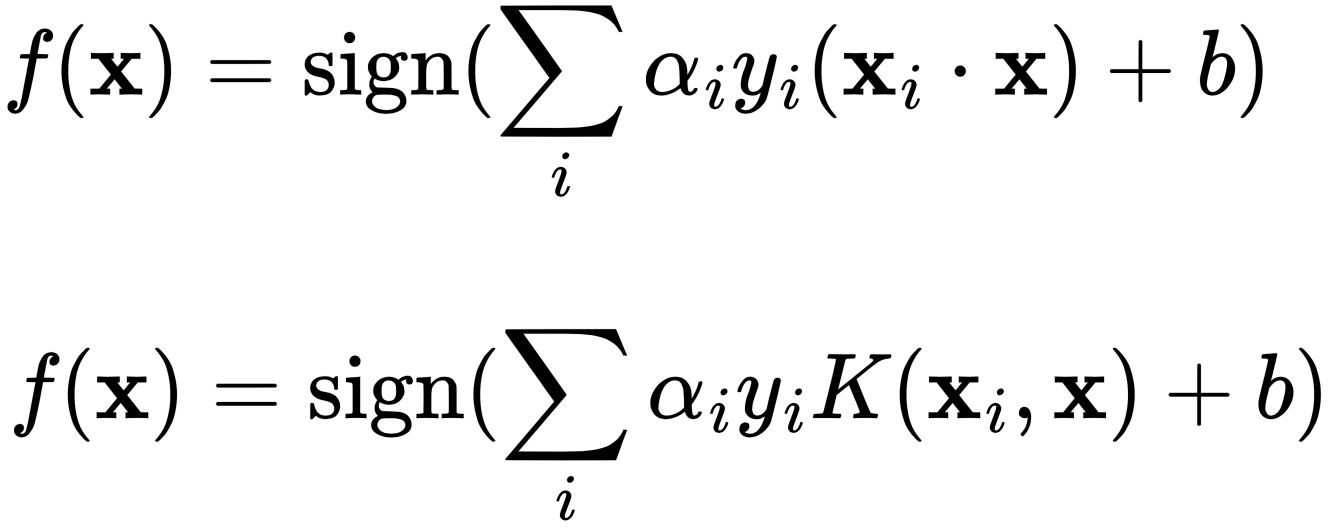 f(x) = sign(∑_i α_i y_i (x_i · x) + b)
f(x) = sign(∑_i α_i y_i K(x_i, x) + b)